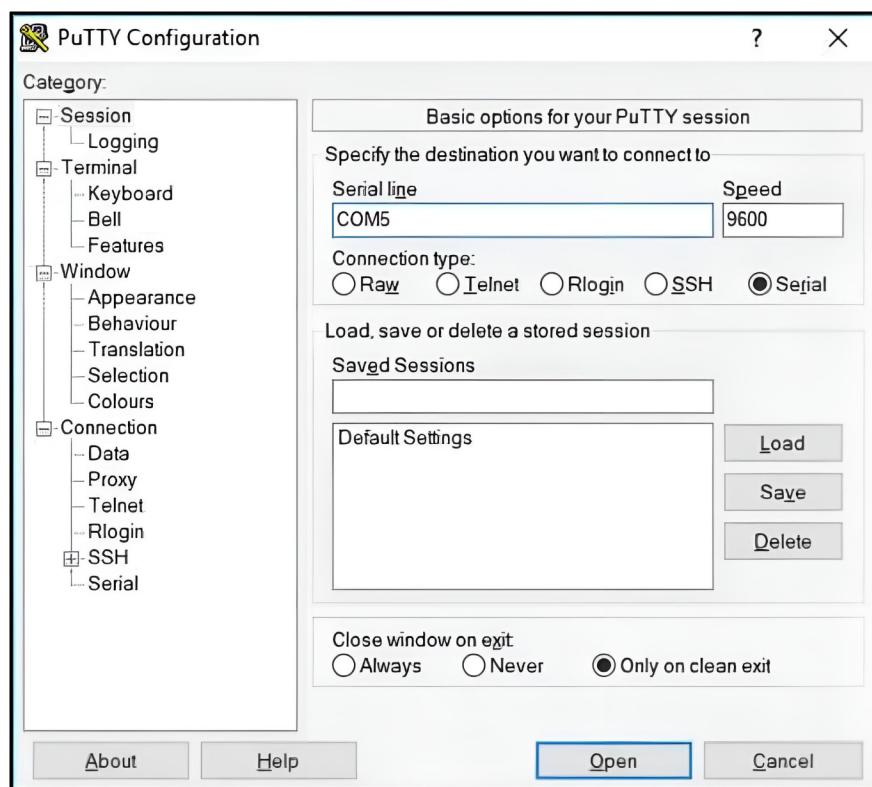 PuTTY Configuration
? 
Category:
Session
Logging
Terminal
Keyboard
Bell
Features
Window
Appearance
Behaviour
Translation
Selection
Colours
Connection
Data
Proxy
Telnet
Rlogin
SSH
Serial
Basic options for your PuTTY session
Specify the destination you want to connect to
Serial line Speed
COM5 9600
Connection type:
Raw Telnet Rlogin SSH Serial
Load, save or delete a stored session
Saved Sessions
Default Settings
Load
Save
Delete
Close window on exit:
Always Never Only on clean exit
About Help Open Cancel